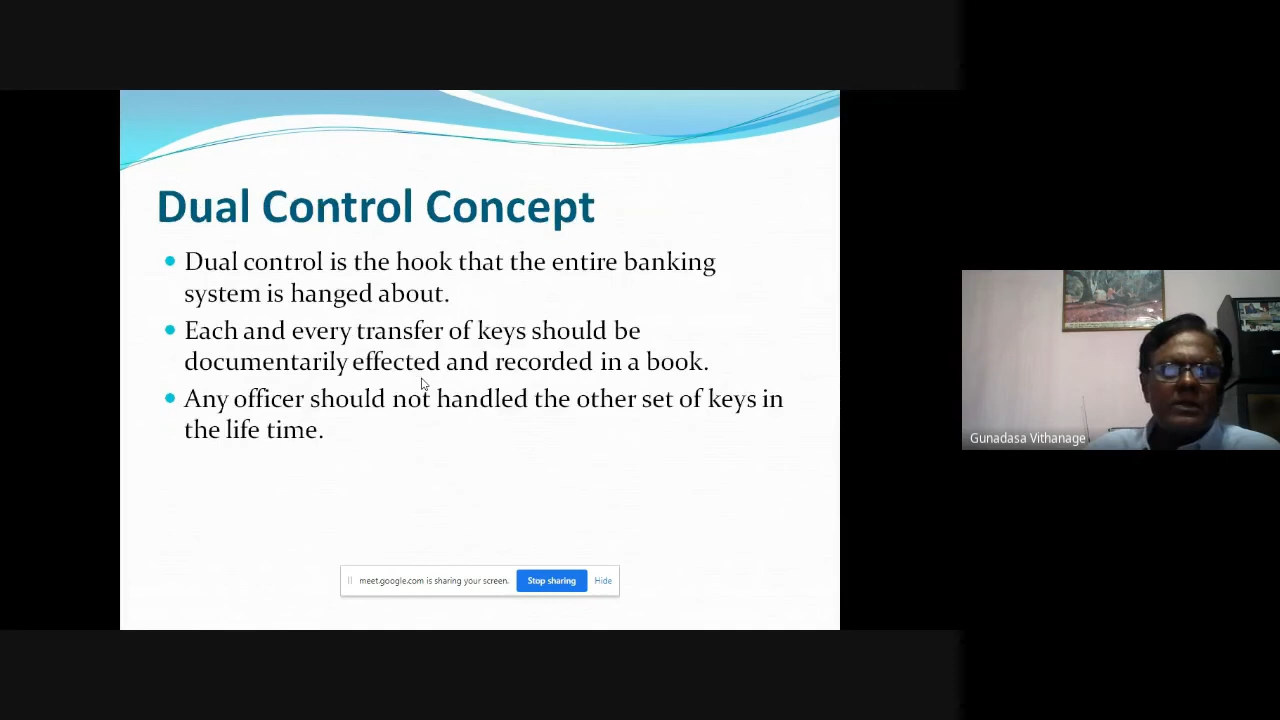 Dual Control Concept
Dual control is the hook that the entire banking
system is hanged about.
Each and every transfer of keys should be
documentarily effected and recorded in a book.
Any officer should not handled the other set of keys in
the life time.
meet.google.com is sharing your screen. Stop sharing Hide
Gunadasa Vithanage